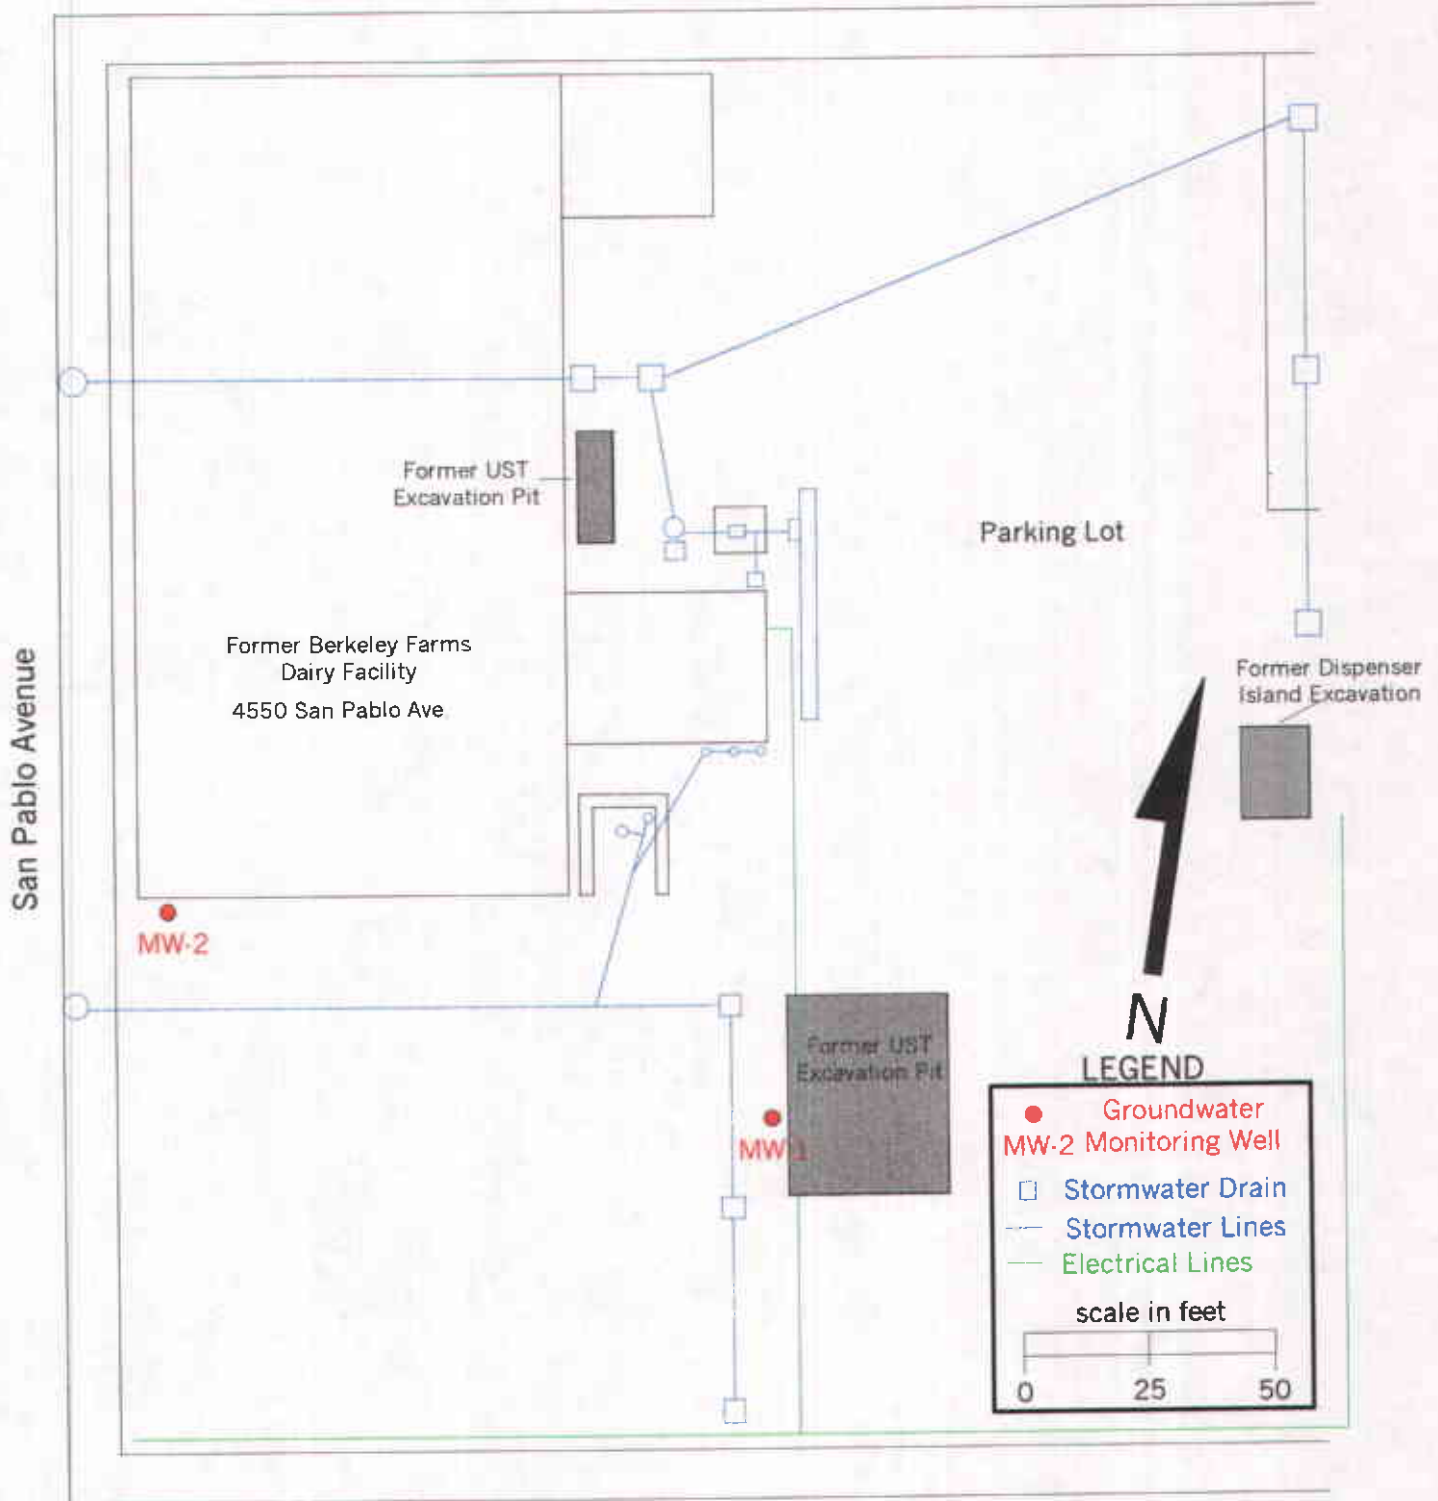 Former UST
Excavation Pit
Parking Lot
Former Berkeley Farms
Dairy Facility
4550 San Pablo Ave
San Pablo Avenue
Former Dispenser
Island Excavation
MW-2
N
Former UST
Excavation Pit
MW-1
LEGEND
Groundwater
MW-2 Monitoring Well
Stormwater Drain
Stormwater Lines
Electrical Lines
scale in feet
0 25 50